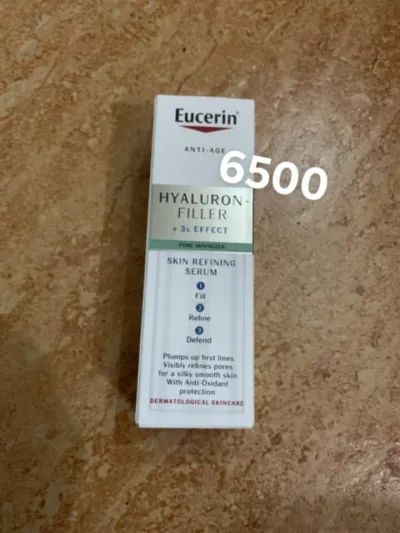 Eucerin®
ANTI-AGE
6500
HYALURON-
FILLER
+ 3x EFFECT
PORE MINIMIZER
SKIN REFINING
SERUM
1
Fill
2
Refine
3
Defend
Plumps up first lines
Visibly refines pores
for a silky smooth skin
With Anti-Oxidant
protection
DERMATOLOGICAL SKINCARE